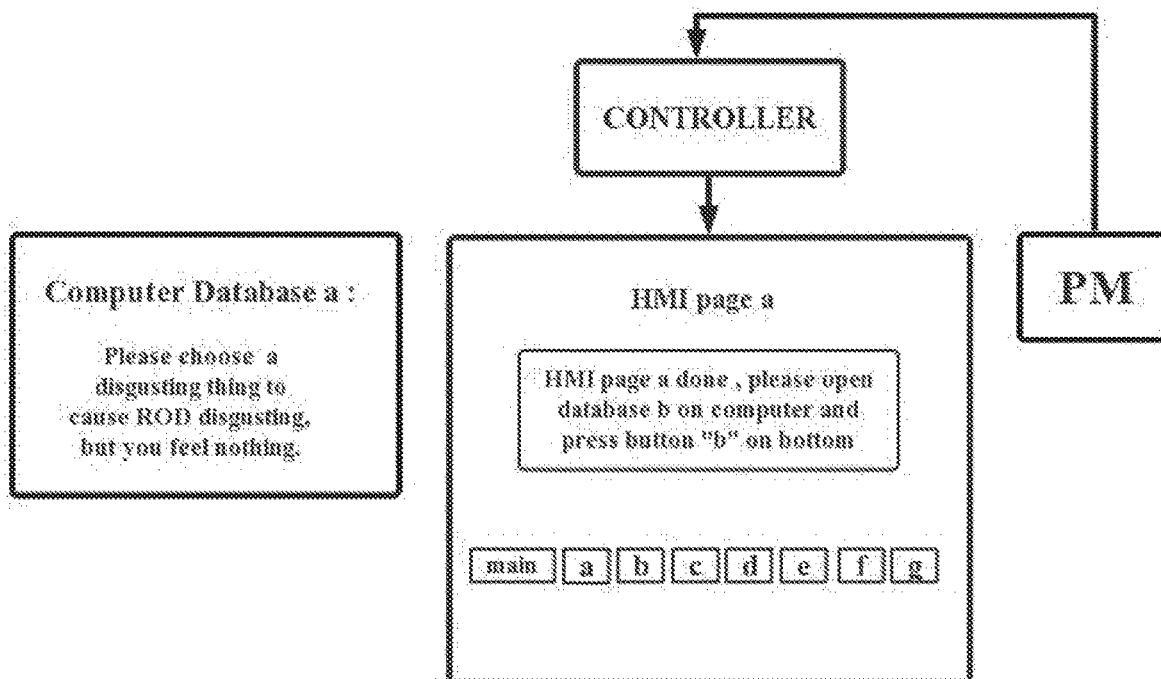 CONTROLLER
Computer Database a :
Please choose a
disgusting thing to
cause ROD disgusting,
but you feel nothing.
HMI page a
HMI page a done , please open
database b on computer and
press button "b" on bottom
main a b c d e f g
PM